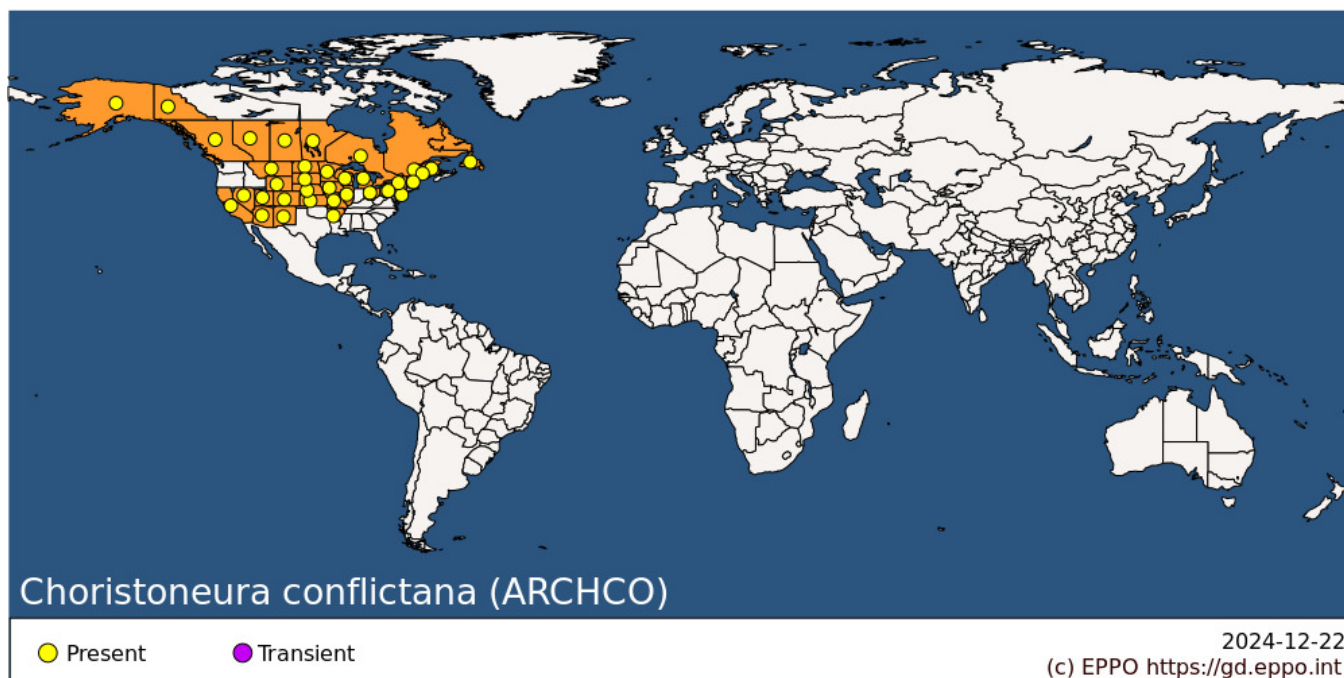 Choristoneura conflictana (ARCHCO)
Present
Transient
2024-12-22
(c) EPPO https://gd.eppo.int